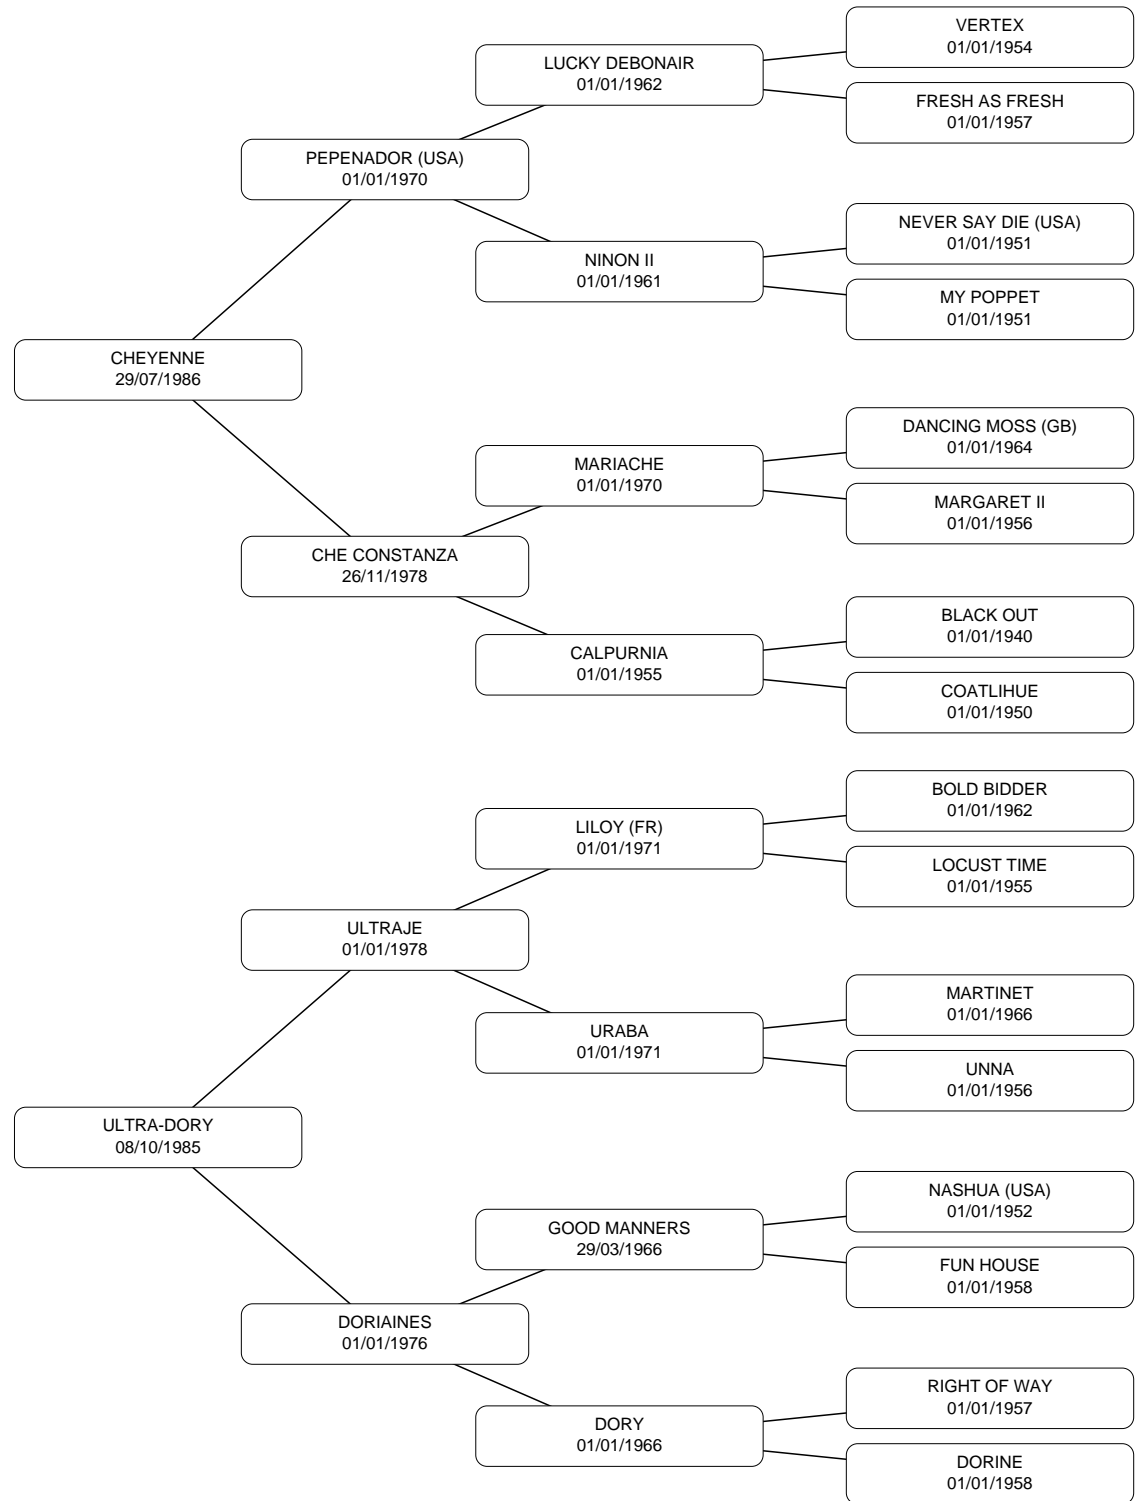 VERTEX
01/01/1954
LUCKY DEBONAIR
01/01/1962
FRESH AS FRESH
01/01/1957
PEPENADOR (USA)
01/01/1970
NEVER SAY DIE (USA)
01/01/1951
NINON II
01/01/1961
MY POPPET
01/01/1951
CHEYENNE
29/07/1986
DANCING MOSS (GB)
01/01/1964
MARIACHE
01/01/1970
MARGARET II
01/01/1956
CHE CONSTANZA
26/11/1978
BLACK OUT
01/01/1940
CALPURNIA
01/01/1955
COATLIHUE
01/01/1950
BOLD BIDDER
01/01/1962
LILOY (FR)
01/01/1971
LOCUST TIME
01/01/1955
ULTRAJE
01/01/1978
MARTINET
01/01/1966
URABA
01/01/1971
UNNA
01/01/1956
ULTRA-DORY
08/10/1985
NASHUA (USA)
01/01/1952
GOOD MANNERS
29/03/1966
FUN HOUSE
01/01/1958
DORIAINES
01/01/1976
RIGHT OF WAY
01/01/1957
DORY
01/01/1966
DORINE
01/01/1958